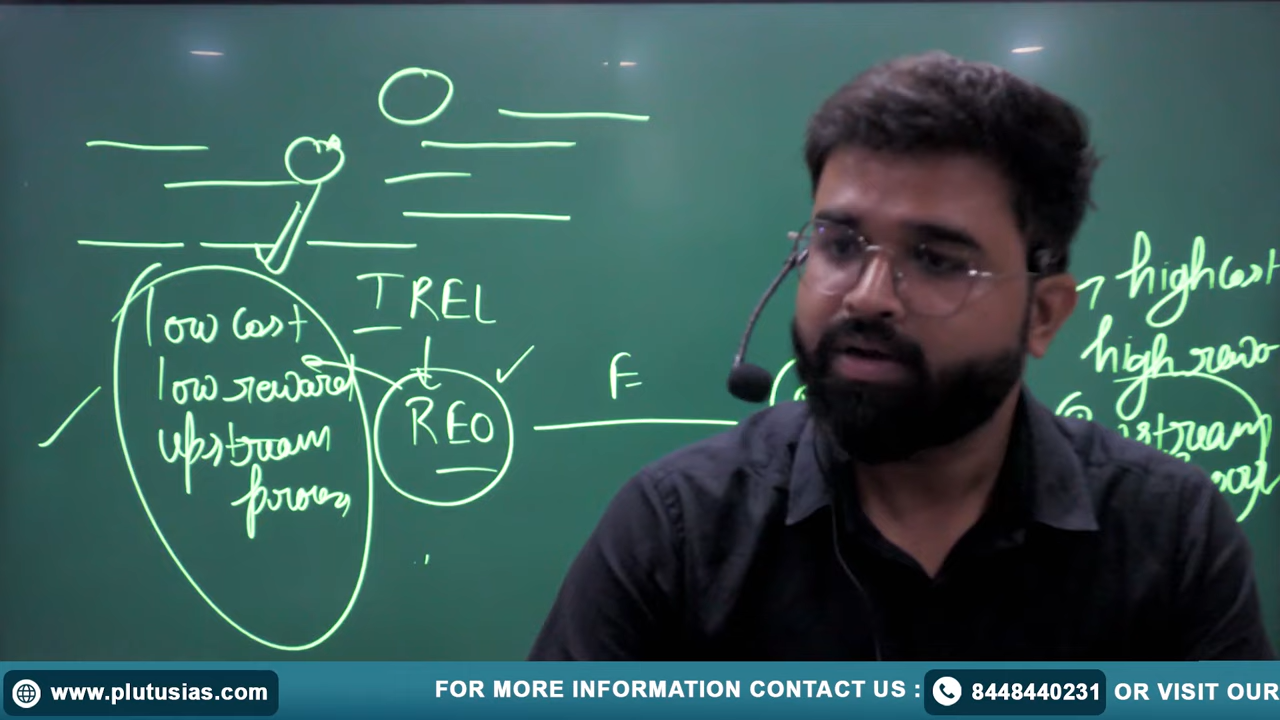 low cost
low reward
upstream
process
IREL
REO
F
high cost
high rewa
stream
www.plutusias.com
FOR MORE INFORMATION CONTACT US :
8448440231
OR VISIT OUR